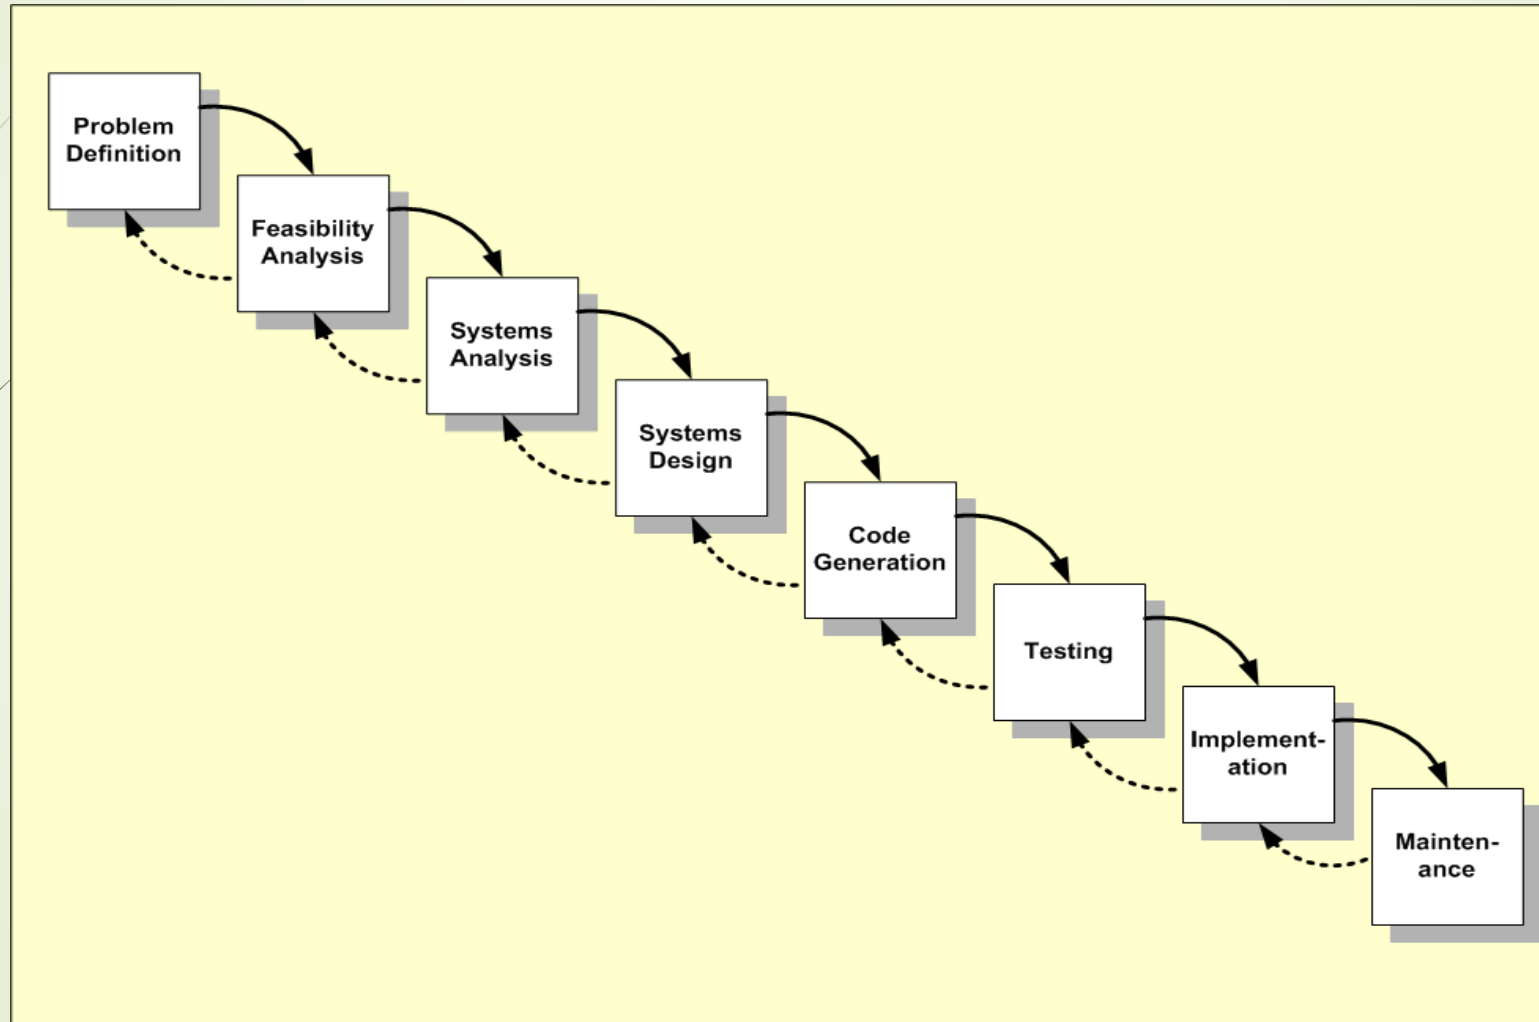 Problem
Definition
Feasibility
Analysis
Systems
Analysis
Systems
Design
Code
Generation
Testing
Implement-
ation
Mainten-
ance